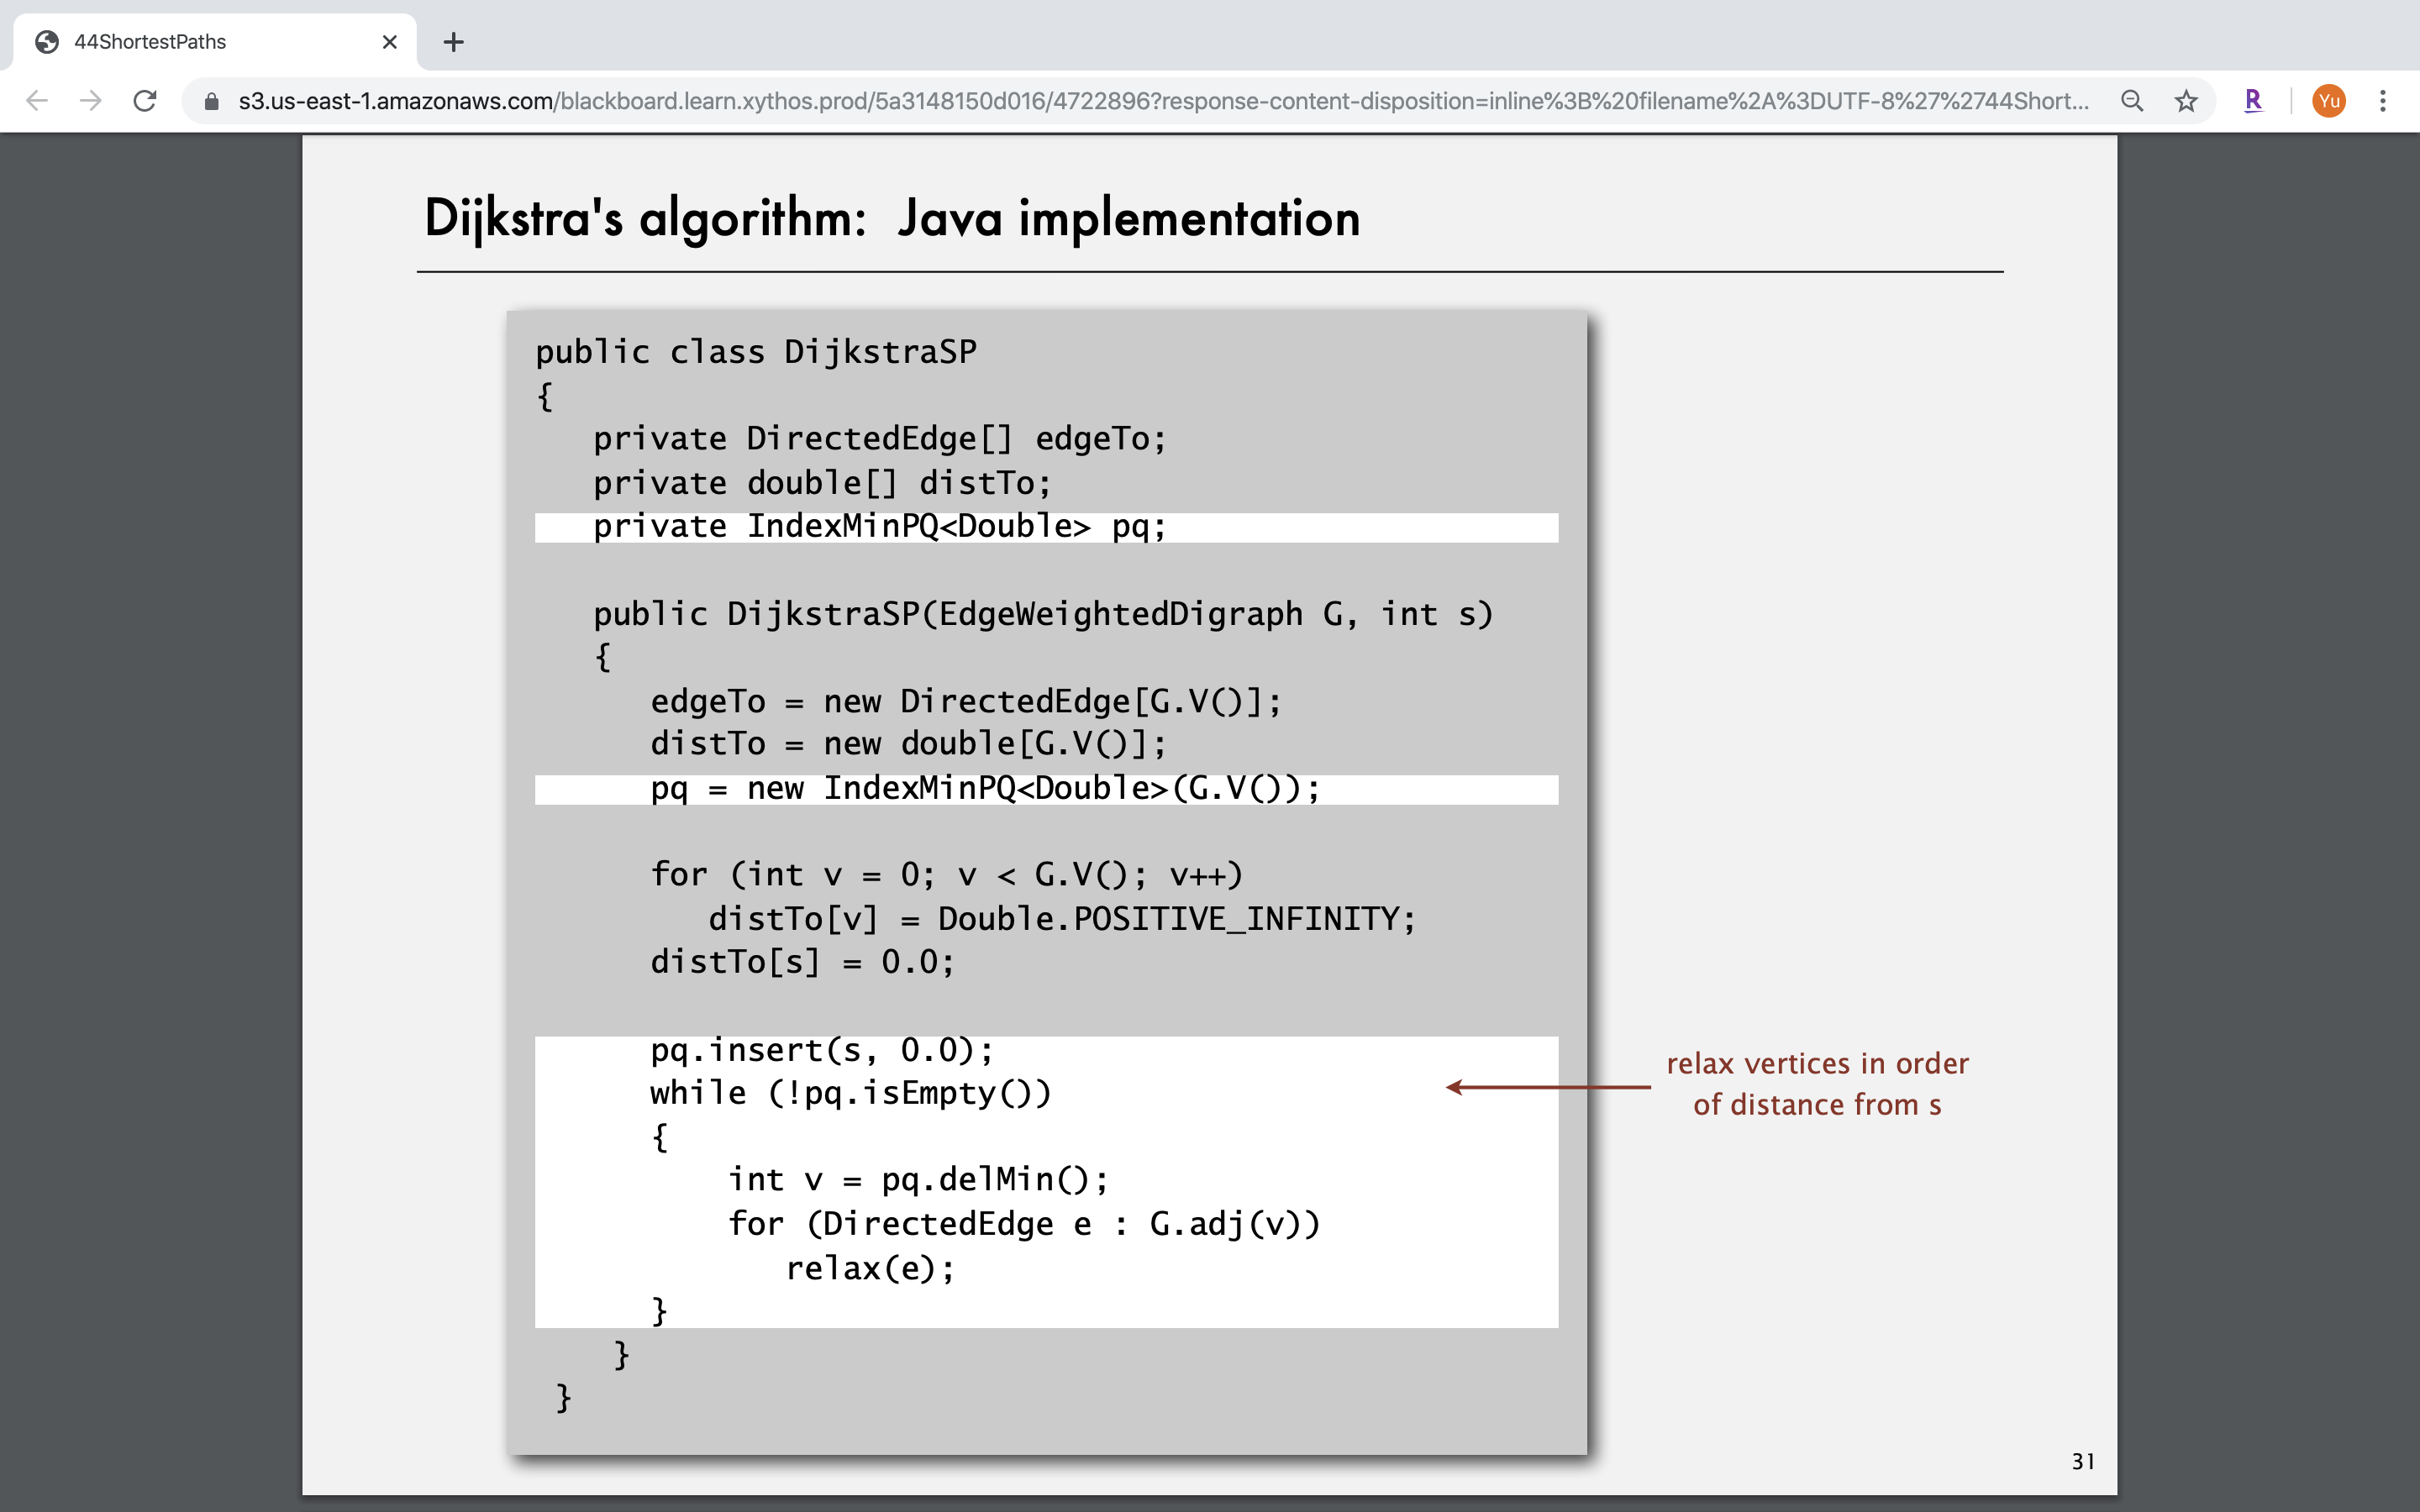 44ShortestPaths
s3.us-east-1.amazonaws.com/blackboard.learn.xythos.prod/5a3148150d016/4722896?response-content-disposition=inline%3B%20filename%2A%3DUTF-8%27%2744Short...
R
Yu
Dijkstra's algorithm: Java implementation
public class DijkstraSP
{
   private DirectedEdge[] edgeTo;
   private double[] distTo;
   private IndexMinPQ<Double> pq;
   public DijkstraSP(EdgeWeightedDigraph G, int s)
   {
      edgeTo = new DirectedEdge[G.V()];
      distTo = new double[G.V()];
      pq = new IndexMinPQ<Double>(G.V());
      for (int v = 0; v < G.V(); v++)
         distTo[v] = Double.POSITIVE_INFINITY;
      distTo[s] = 0.0;
      pq.insert(s, 0.0);
      while (!pq.isEmpty())
      {
          int v = pq.delMin();
          for (DirectedEdge e : G.adj(v))
             relax(e);
      }
    }
 }
relax vertices in order
of distance from s
31